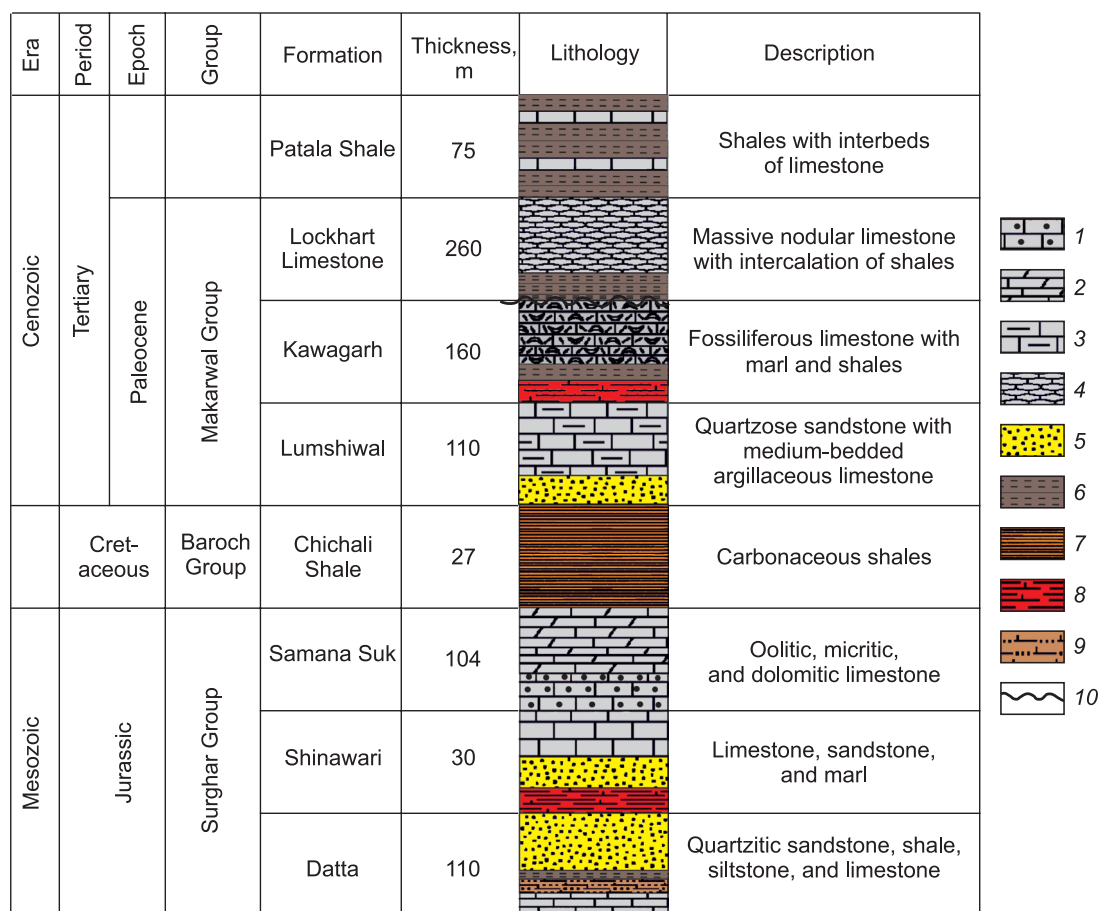 Era
Period
Epoch
Group
Formation
Thickness,
m
Lithology
Description
Cenozoic
Tertiary
Patala Shale
75
Shales with interbeds
of limestone
Paleocene
Makarwal Group
Lockhart
Limestone
260
Massive nodular limestone
with intercalation of shales
Kawagarh
160
Fossiliferous limestone with
marl and shales
Lumshiwal
110
Quartzose sandstone with
medium-bedded
argillaceous limestone
Cret-
aceous
Baroch
Group
Chichali
Shale
27
Carbonaceous shales
Mesozoic
Jurassic
Surghar Group
Samana Suk
104
Oolitic, micritic,
and dolomitic limestone
Shinawari
30
Limestone, sandstone,
and marl
Datta
110
Quartzitic sandstone, shale,
siltstone, and limestone
1
2
3
4
5
6
7
8
9
10